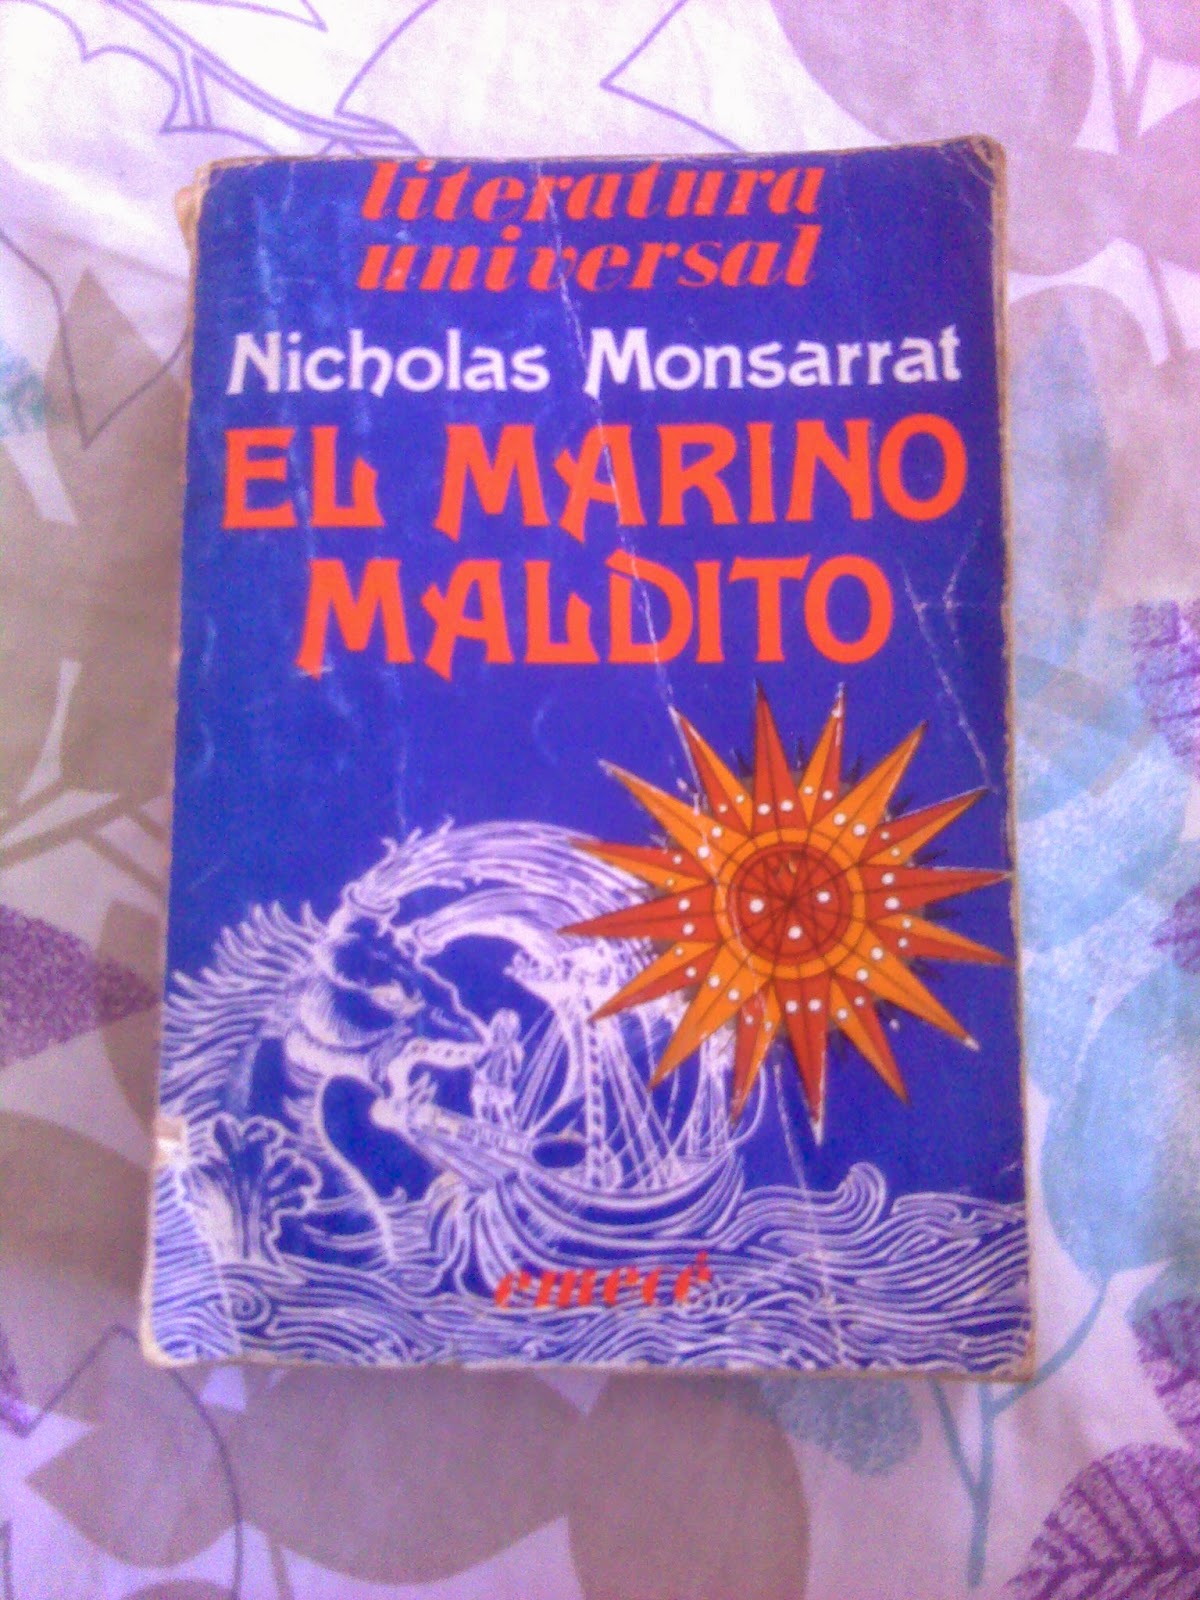 literatura
universal
Nicholas Monsarrat
EL MARINO
MALDITO
emecé